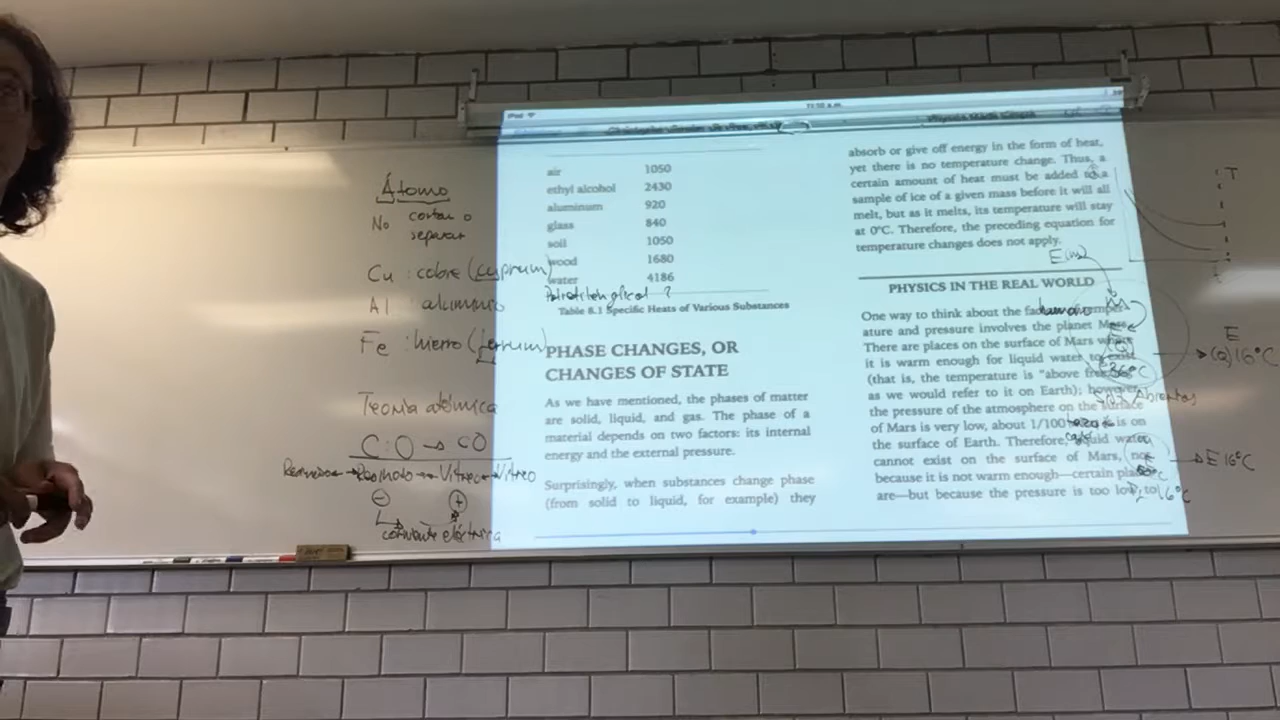 Átomo
No cortan o
separar
Cu : cobre (cuprum)
Al : aluminio
Fe : hierro (ferrum)
Teoría atómica
C:O → CO
Vitreo → Vitreo
⊖ ⊕
corriente eléctrica
iPad
11:10 a.m.
air 1050
ethyl alcohol 2430
aluminum 920
glass 840
soil 1050
wood 1680
water 4186
Table 8.1 Specific Heats of Various Substances
PHASE CHANGES, OR
CHANGES OF STATE
As we have mentioned, the phases of matter
are solid, liquid, and gas. The phase of a
material depends on two factors: its internal
energy and the external pressure.
Surprisingly, when substances change phase
(from solid to liquid, for example) they
absorb or give off energy in the form of heat,
yet there is no temperature change. Thus, a
certain amount of heat must be added to a
sample of ice of a given mass before it will all
melt, but as it melts, its temperature will stay
at 0°C. Therefore, the preceding equation for
temperature changes does not apply.
PHYSICS IN THE REAL WORLD
One way to think about the
ature and pressure involves the planet Mars.
There are places on the surface of Mars where
it is warm enough for liquid water to exist
(that is, the temperature is "above
as we would refer to it on Earth); however,
the pressure of the atmosphere on the surface
of Mars is very low, about 1/100 is on
the surface of Earth. Therefore, liquid water
cannot exist on the surface of Mars, not
because it is not warm enough—certain
are—but because the pressure is too low
T
E
(Q) 16°C
36°C
Abiertos
E 16°C
16°C